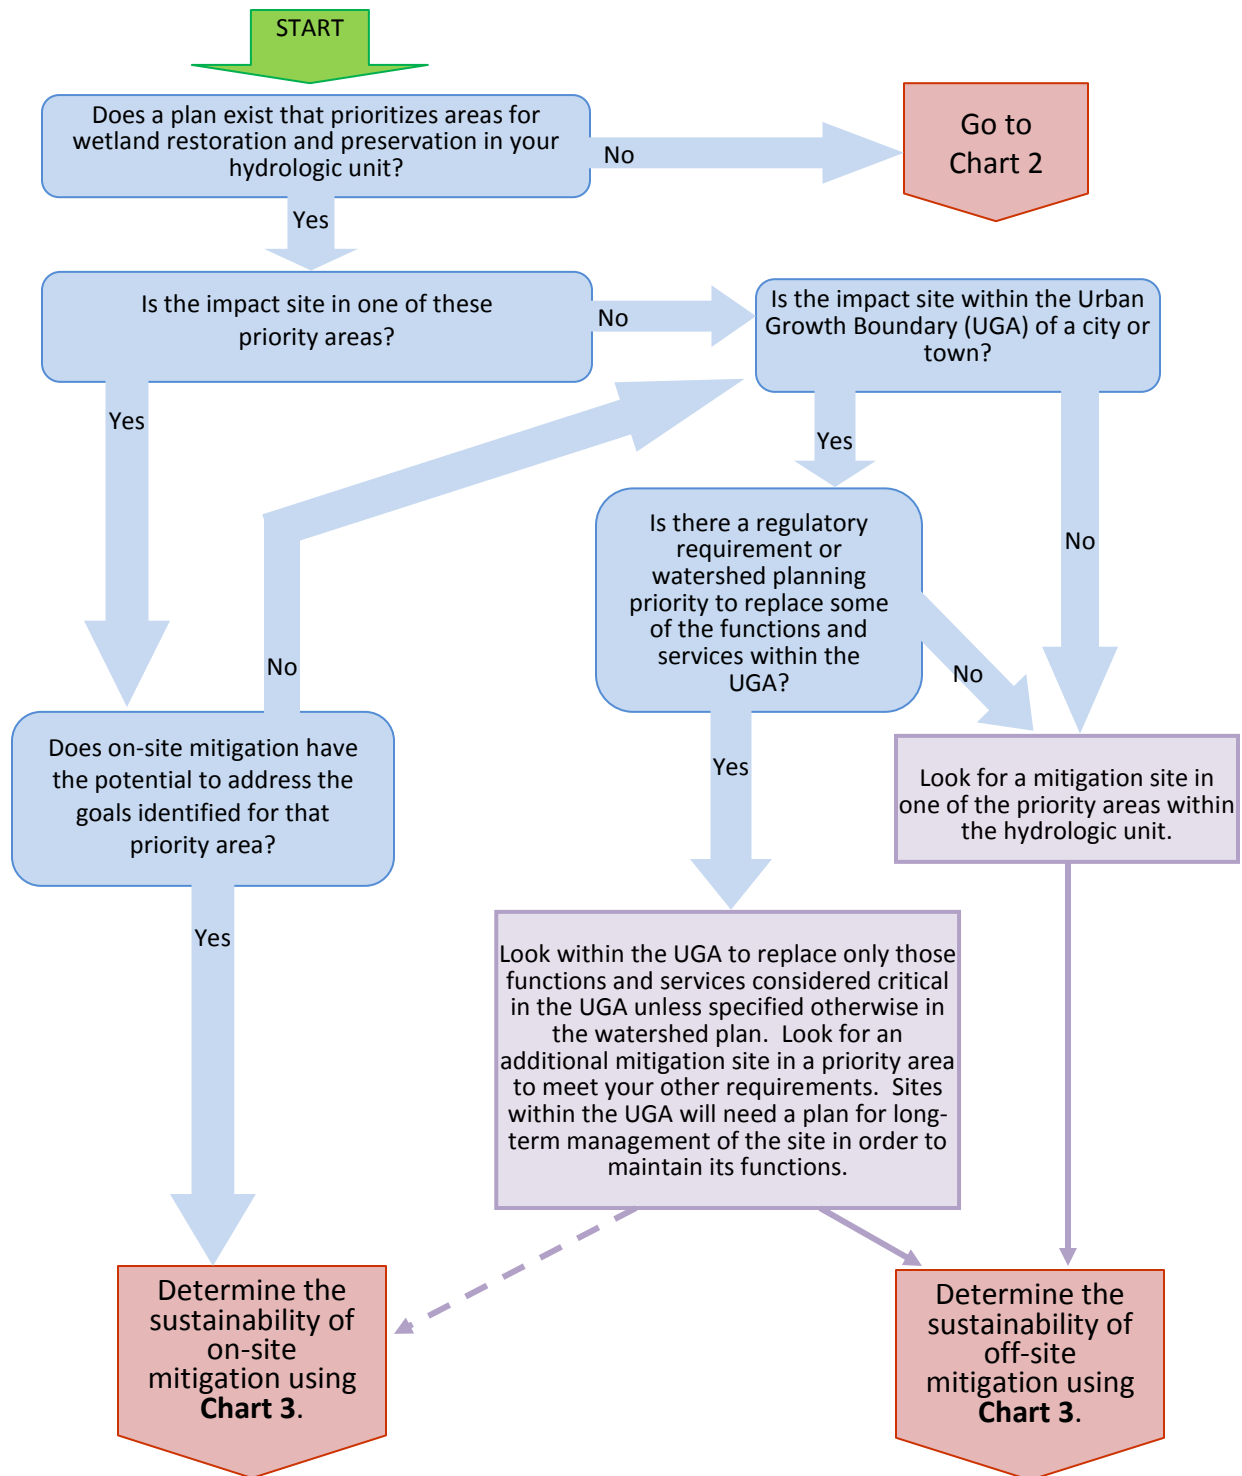 START
Does a plan exist that prioritizes areas for
wetland restoration and preservation in your
hydrologic unit?
No
Go to
Chart 2
Yes
Is the impact site in one of these
priority areas?
No
Is the impact site within the Urban
Growth Boundary (UGA) of a city or
town?
Yes
Yes
No
Is there a regulatory
requirement or
watershed planning
priority to replace some
of the functions and
services within the
UGA?
No
No
Does on-site mitigation have
the potential to address the
goals identified for that
priority area?
Yes
Look for a mitigation site in
one of the priority areas within
the hydrologic unit.
Yes
Look within the UGA to replace only those
functions and services considered critical
in the UGA unless specified otherwise in
the watershed plan.  Look for an
additional mitigation site in a priority area
to meet your other requirements.  Sites
within the UGA will need a plan for long-
term management of the site in order to
maintain its functions.
Determine the
sustainability of
on-site
mitigation using
Chart 3.
Determine the
sustainability of
off-site
mitigation using
Chart 3.